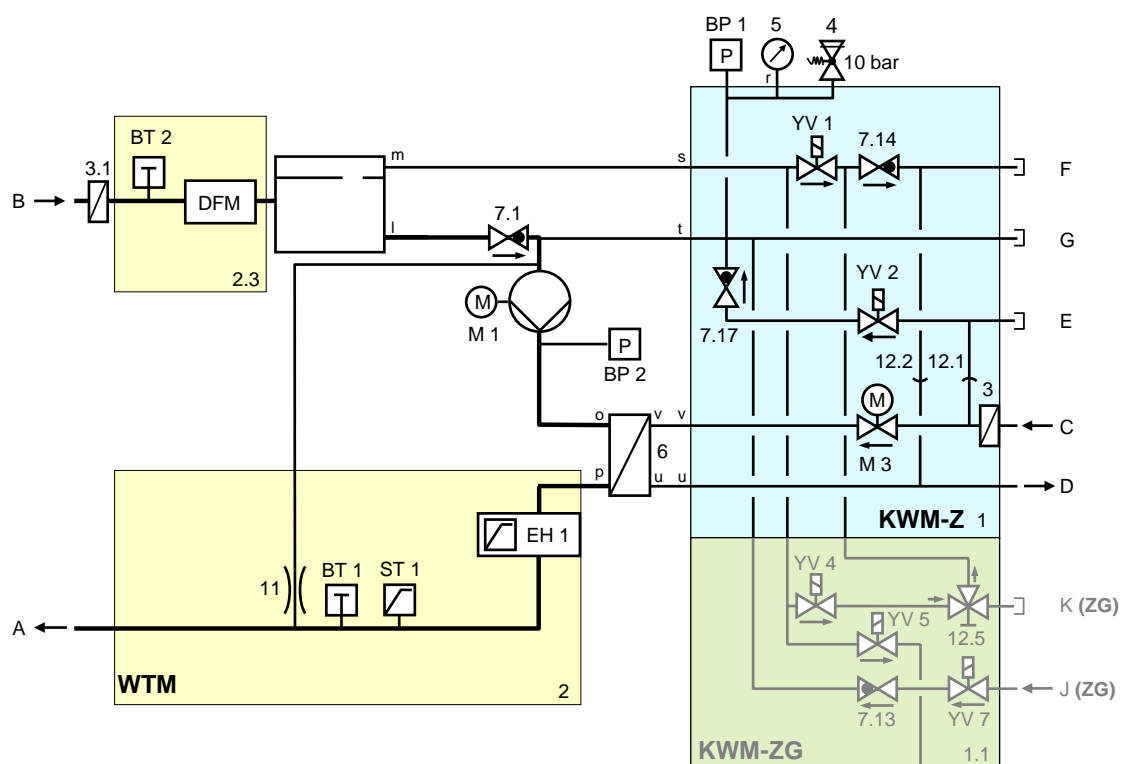 BP 1
5
4
P
r
10 bar
YV 1
7.14
BT 2
3.1
m
s
F
B
DFM
7.1
l
t
G
YV 2
2.3
M
M 1
7.17
E
P
BP 2
12.2
12.1
3
M
o
v
v
C
6
M 3
p
u
u
D
KWM-Z
1
EH 1
BT 1
ST 1
YV 4
11
K (ZG)
YV 5
12.5
A
WTM
2
J (ZG)
7.13
YV 7
KWM-ZG
1.1